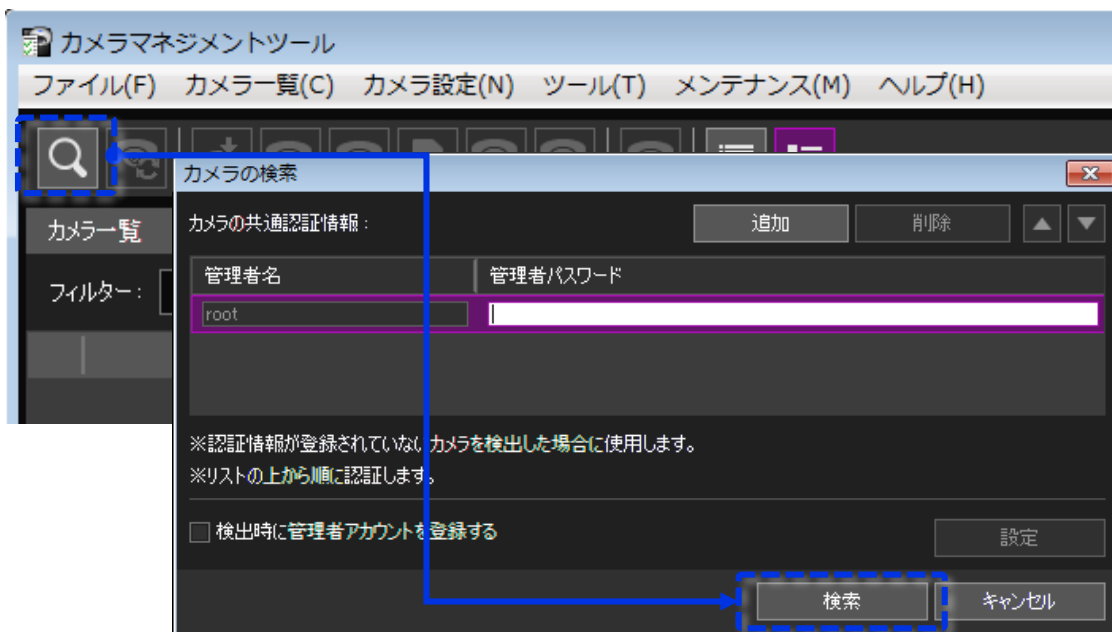 カメラマネジメントツール
ファイル(F) カメラ一覧(C) カメラ設定(N) ツール(T) メンテナンス(M) ヘルプ(H)
カメラの検索
カメラ一覧
カメラの共通認証情報：
追加
削除
フィルター：
管理者名
管理者パスワード
root
※認証情報が登録されていないカメラを検出した場合に使用します。
※リストの上から順に認証します。
検出時に管理者アカウントを登録する
設定
検索
キャンセル